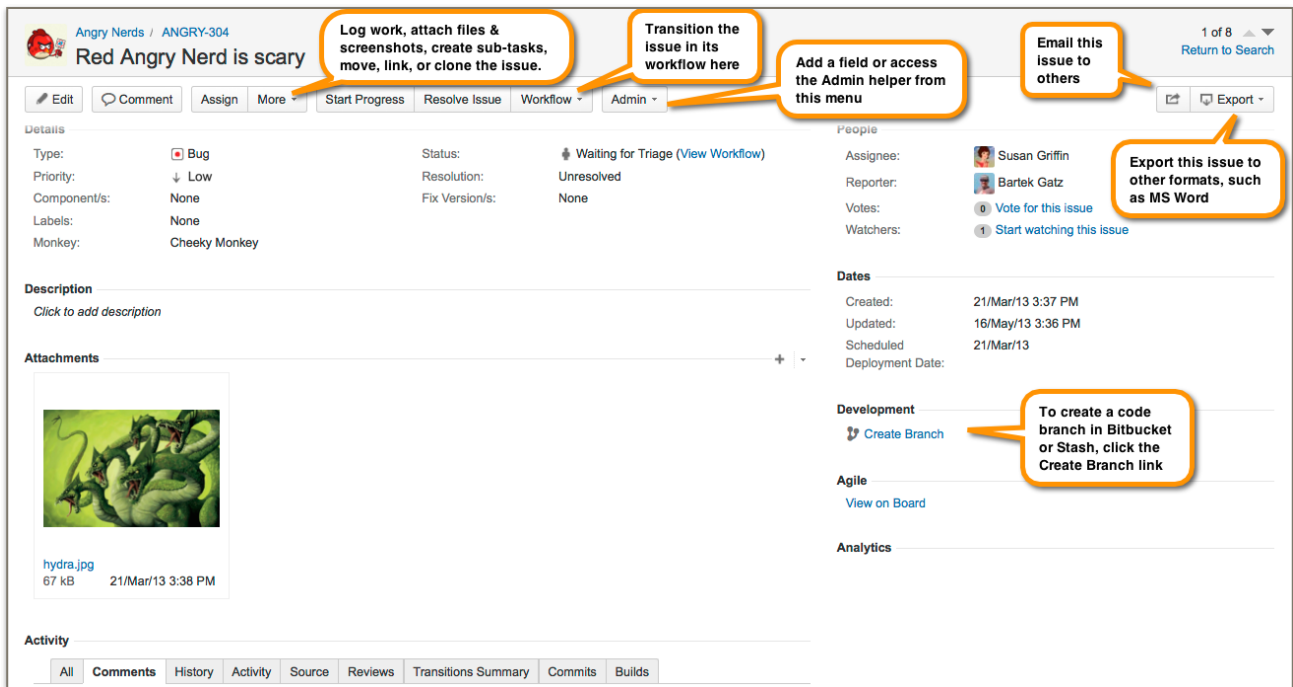 Angry Nerds / ANGRY-304
Red Angry Nerd is scary
Log work, attach files &
screenshots, create sub-tasks,
move, link, or clone the issue.
Transition the
issue in its
workflow here
Add a field or access
the Admin helper from
this menu
Email this
issue to
others
1 of 8
Return to Search
Edit Comment Assign More Start Progress Resolve Issue Workflow Admin Export
Export this issue to
other formats, such
as MS Word
Details
Type: Bug
Priority: Low
Component/s: None
Labels: None
Monkey: Cheeky Monkey
Status: Waiting for Triage (View Workflow)
Resolution: Unresolved
Fix Version/s: None
People
Assignee: Susan Griffin
Reporter: Bartek Gatz
Votes: 0 Vote for this issue
Watchers: 1 Start watching this issue
Description
Click to add description
Dates
Created: 21/Mar/13 3:37 PM
Updated: 16/May/13 3:36 PM
Scheduled 21/Mar/13
Deployment Date:
Attachments
hydra.jpg
67 kB 21/Mar/13 3:38 PM
Development
Create Branch
To create a code
branch in Bitbucket
or Stash, click the
Create Branch link
Agile
View on Board
Analytics
Activity
All Comments History Activity Source Reviews Transitions Summary Commits Builds